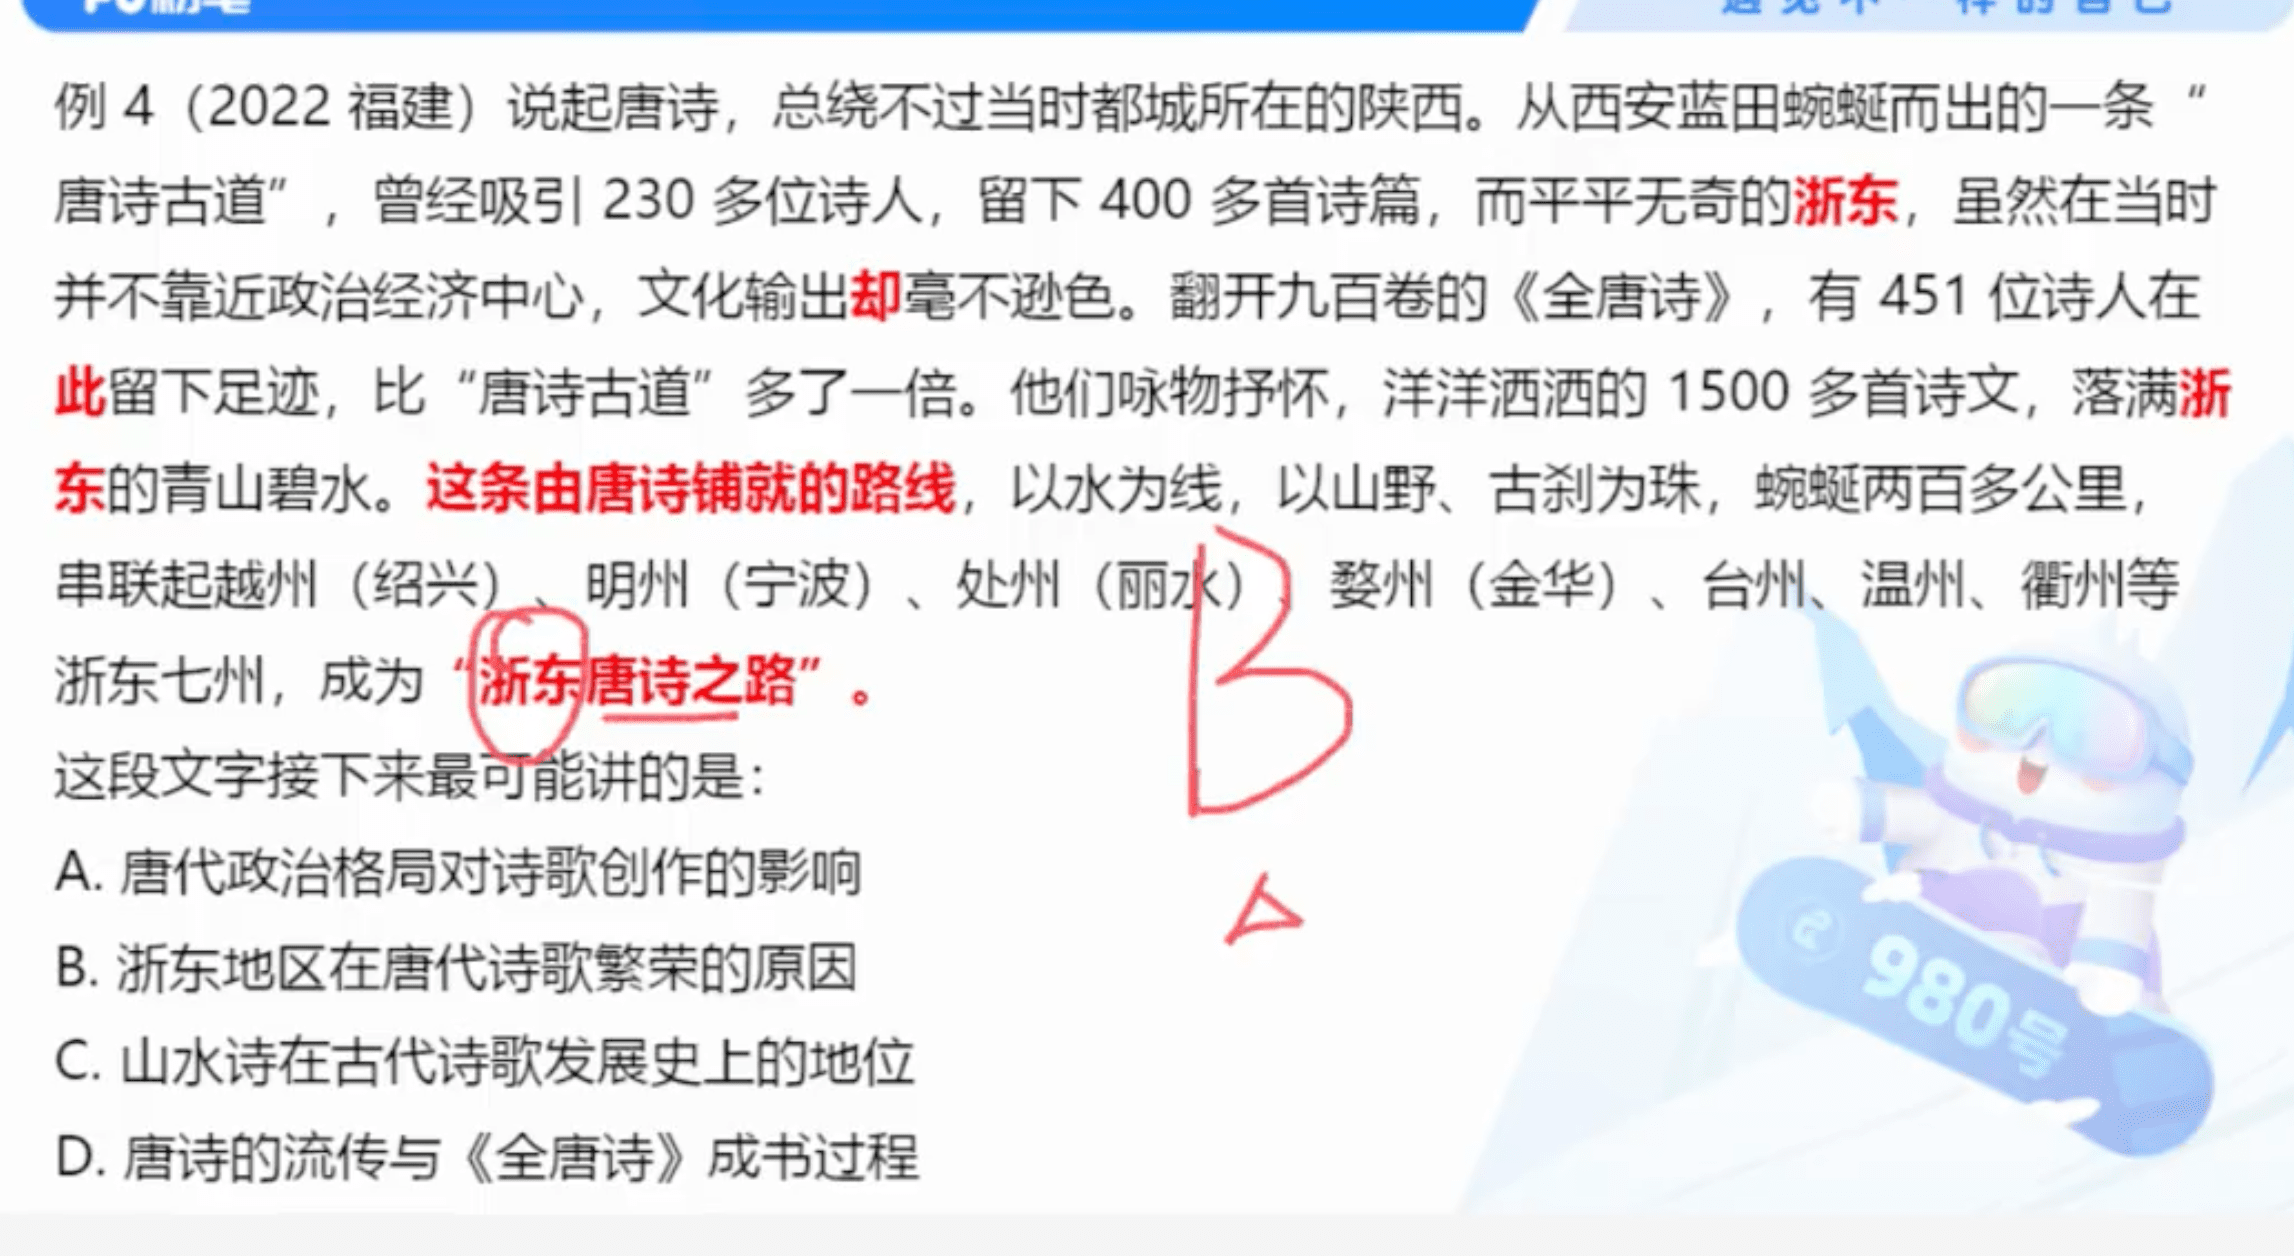 遇见不一样的自己
例 4（2022 福建）说起唐诗，总绕不过当时都城所在的陕西。从西安蓝田蜿蜒而出的一条“
唐诗古道”，曾经吸引 230 多位诗人，留下 400 多首诗篇，而平平无奇的浙东，虽然在当时
并不靠近政治经济中心，文化输出却毫不逊色。翻开九百卷的《全唐诗》，有 451 位诗人在
此留下足迹，比“唐诗古道”多了一倍。他们咏物抒怀，洋洋洒洒的 1500 多首诗文，落满浙
东的青山碧水。这条由唐诗铺就的路线，以水为线，以山野、古刹为珠，蜿蜒两百多公里，
串联起越州（绍兴）、明州（宁波）、处州（丽水）、婺州（金华）、台州、温州、衢州等
浙东七州，成为“浙东唐诗之路”。
B
这段文字接下来最可能讲的是：
A. 唐代政治格局对诗歌创作的影响
B. 浙东地区在唐代诗歌繁荣的原因
C. 山水诗在古代诗歌发展史上的地位
D. 唐诗的流传与《全唐诗》成书过程
980号